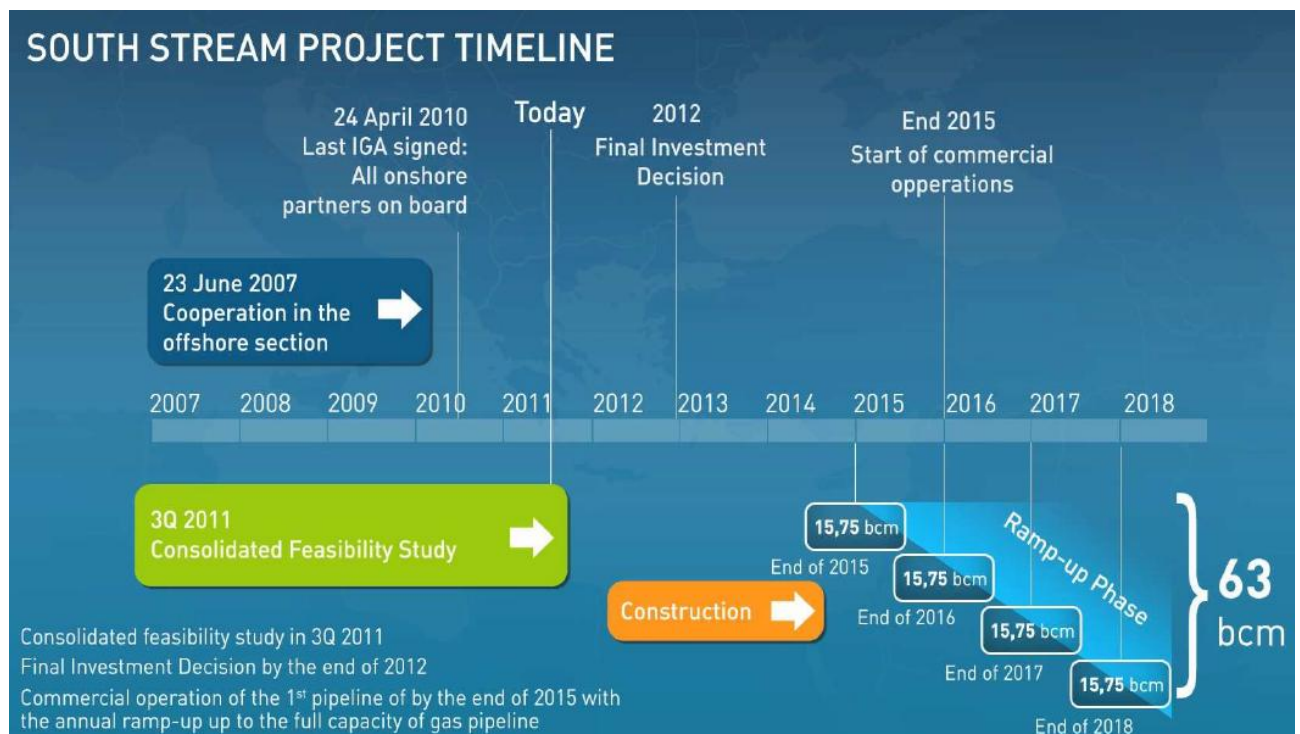 SOUTH STREAM PROJECT TIMELINE
24 April 2010
Last IGA signed:
All onshore
partners on board
Today
2012
Final Investment
Decision
End 2015
Start of commercial
opperations
23 June 2007
Cooperation in the
offshore section
2007 2008 2009 2010 2011 2012 2013 2014 2015 2016 2017 2018
3Q 2011
Consolidated Feasibility Study
Construction
15,75 bcm
End of 2015
15,75 bcm
End of 2016
15,75 bcm
End of 2017
15,75 bcm
End of 2018
Ramp-up Phase
63
bcm
Consolidated feasibility study in 3Q 2011
Final Investment Decision by the end of 2012
Commercial operation of the 1st pipeline of by the end of 2015 with
the annual ramp-up up to the full capacity of gas pipeline